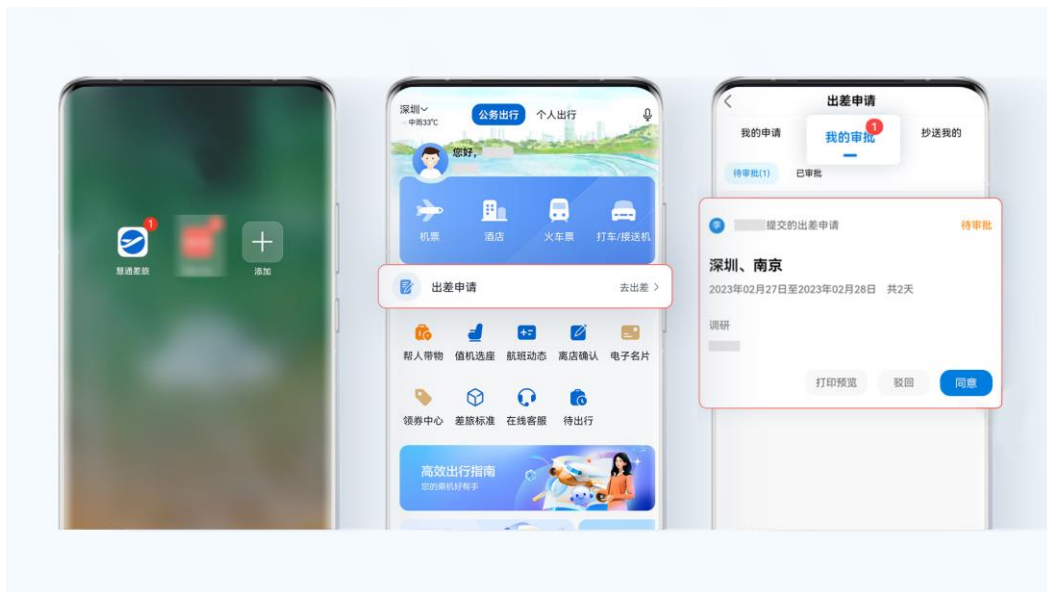 1
慧通差旅
添加
深圳
中雨33°C
公务出行
个人出行
您好，
机票
酒店
火车票
打车/接送机
出差申请
去出差 >
帮人带物
值机选座
航班动态
离店确认
电子名片
领券中心
差旅标准
在线客服
待出行
高效出行指南
您的乘机好帮手
出差申请
我的申请
我的审批
1
抄送我的
待审批(1)
已审批
提交的出差申请
待审批
深圳、南京
2023年02月27日至2023年02月28日 共2天
调研
打印预览
驳回
同意